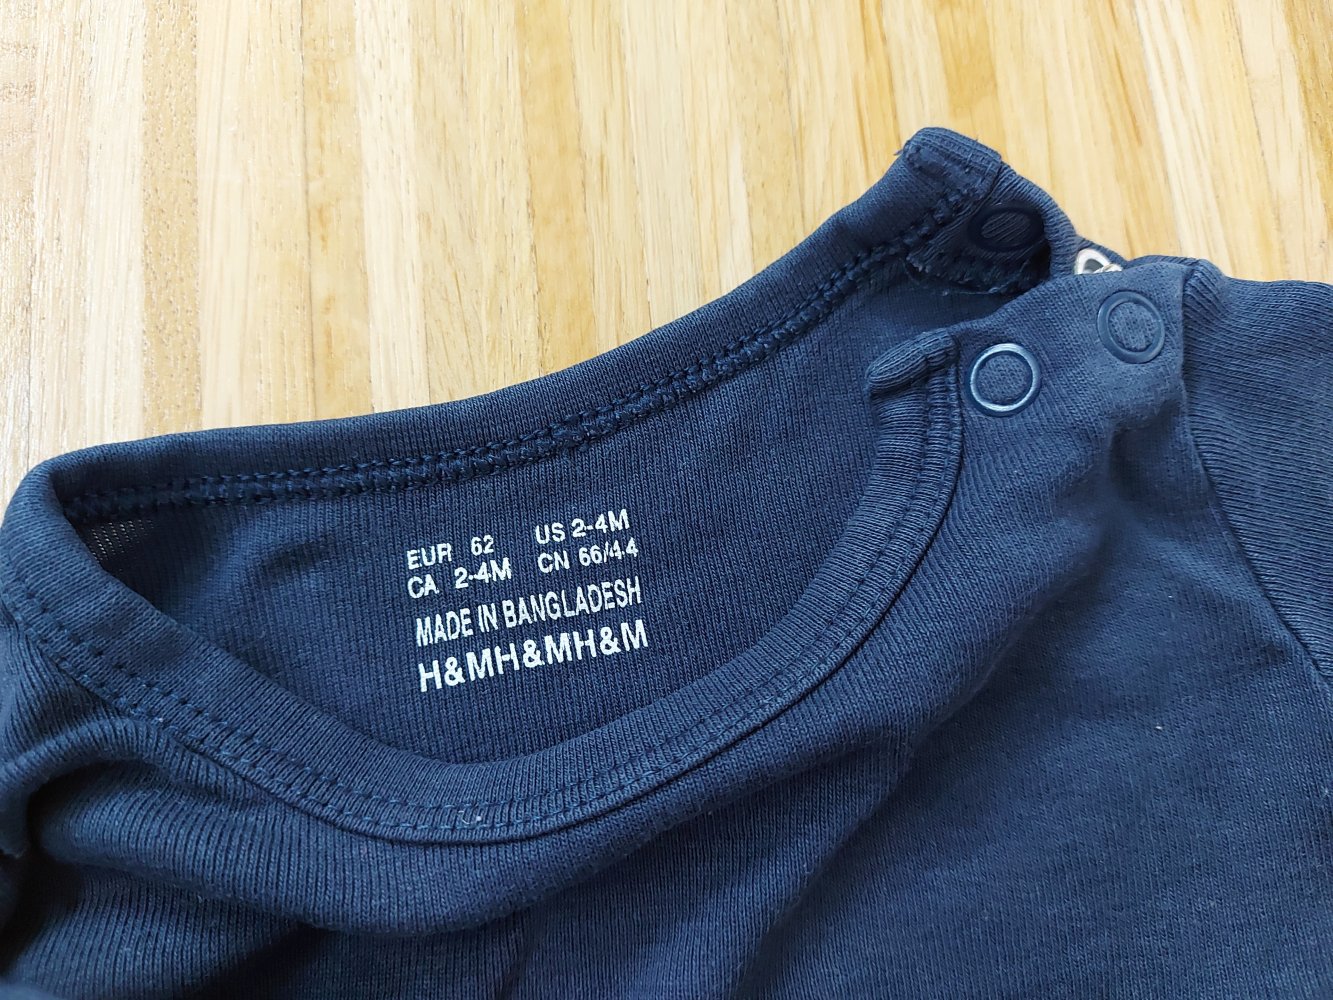 EUR 62 US 2-4M
CA 2-4M CN 66/44
MADE IN BANGLADESH
H&MH&MH&M